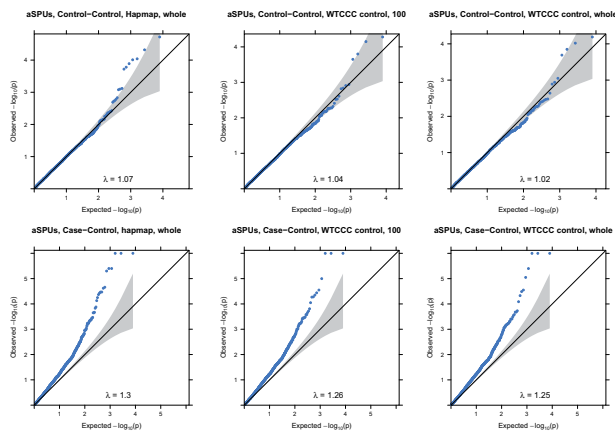 aSPUs, Control−Control, Hapmap, whole
aSPUs, Control−Control, WTCCC control, 100
aSPUs, Control−Control, WTCCC control, whole
Observed −log10(p)
4
3
2
1
λ = 1.07
0 1 2 3 4
Expected −log10(p)
Observed −log10(p)
4
3
2
1
λ = 1.04
0 1 2 3 4
Expected −log10(p)
Observed −log10(p)
4
3
2
1
λ = 1.02
0 1 2 3 4
Expected −log10(p)
aSPUs, Case−Control, hapmap, whole
aSPUs, Case−Control, WTCCC control, 100
aSPUs, Case−Control, WTCCC control, whole
Observed −log10(p)
5
4
3
2
1
λ = 1.3
0 1 2 3 4 5
Expected −log10(p)
Observed −log10(p)
5
4
3
2
1
λ = 1.26
0 1 2 3 4 5
Expected −log10(p)
Observed −log10(p)
5
4
3
2
1
λ = 1.25
0 1 2 3 4 5
Expected −log10(p)